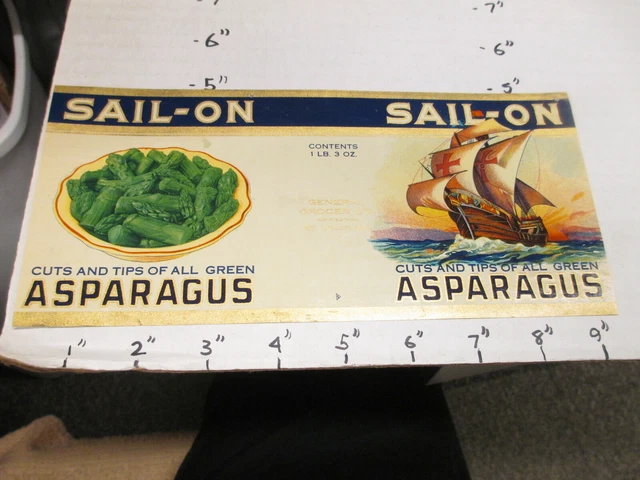 7"
- 6"
- 5"
- 7"
- 6"
- 5"
SAIL-ON
CUTS AND TIPS OF ALL GREEN
ASPARAGUS
CONTENTS
1 LB. 3 OZ.
SAIL-ON
CUTS AND TIPS OF ALL GREEN
ASPARAGUS
1" 2" 3" 4" 5" 6" 7" 8" 9"